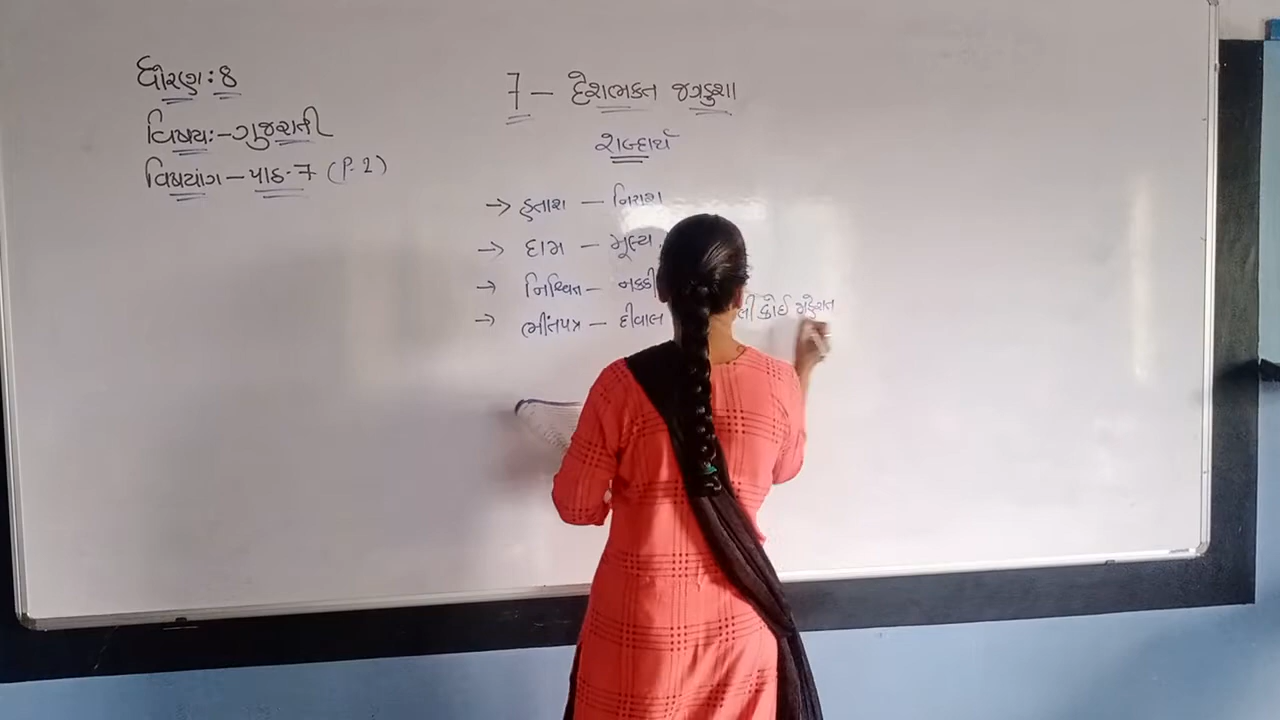 ધોરણ: 8
વિષય:- ગુજરાતી
વિષયાંગ - પાઠ-7 (P-2)
7 - દેશભક્ત જગડુશા
શબ્દાર્થ
→ હતાશ - નિરાશ
→ દામ - મૂલ્ય,
→ નિશ્ચિત - નક્કી
→ ભીંતપત્ર - દીવાલ કોઈ જાહેરાત